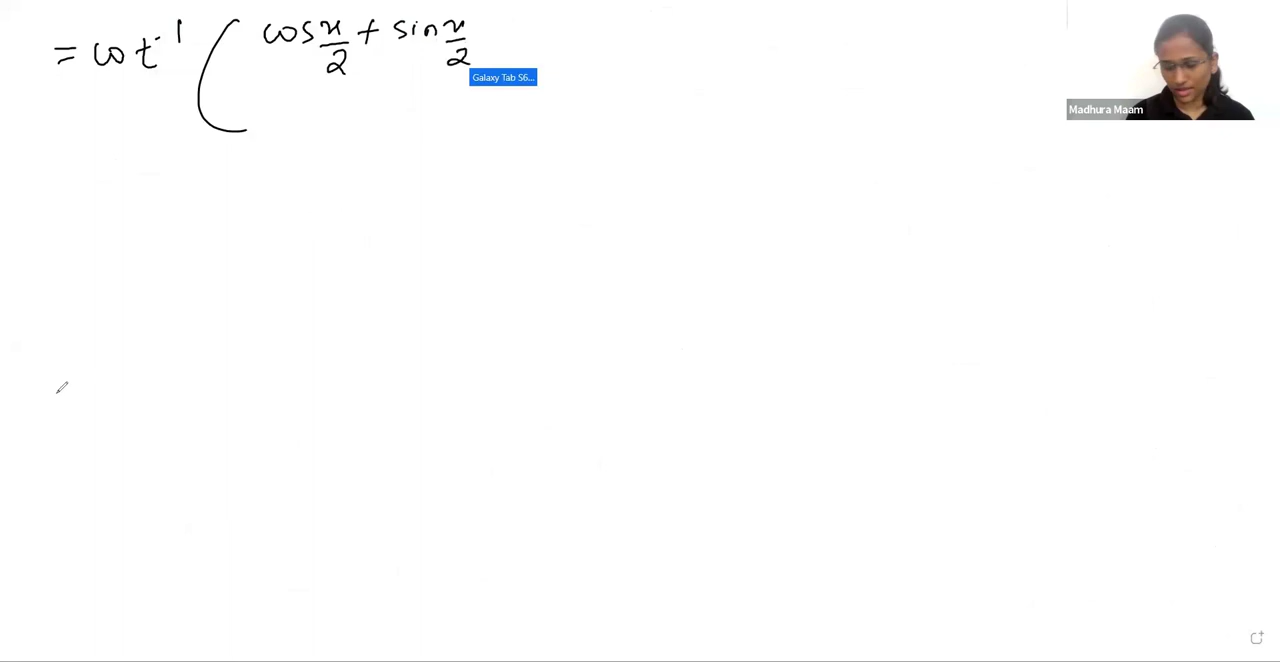 = cot⁻¹ ( cos x/2 + sin x/2
Galaxy Tab S6...
Madhura Maam